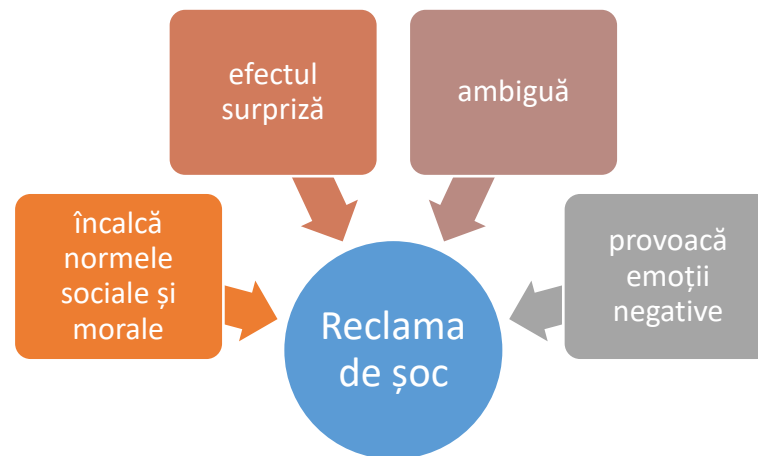 efectul
surpriză
ambiguă
încalcă
normele
sociale și
morale
provoacă
emoții
negative
Reclama
de șoc